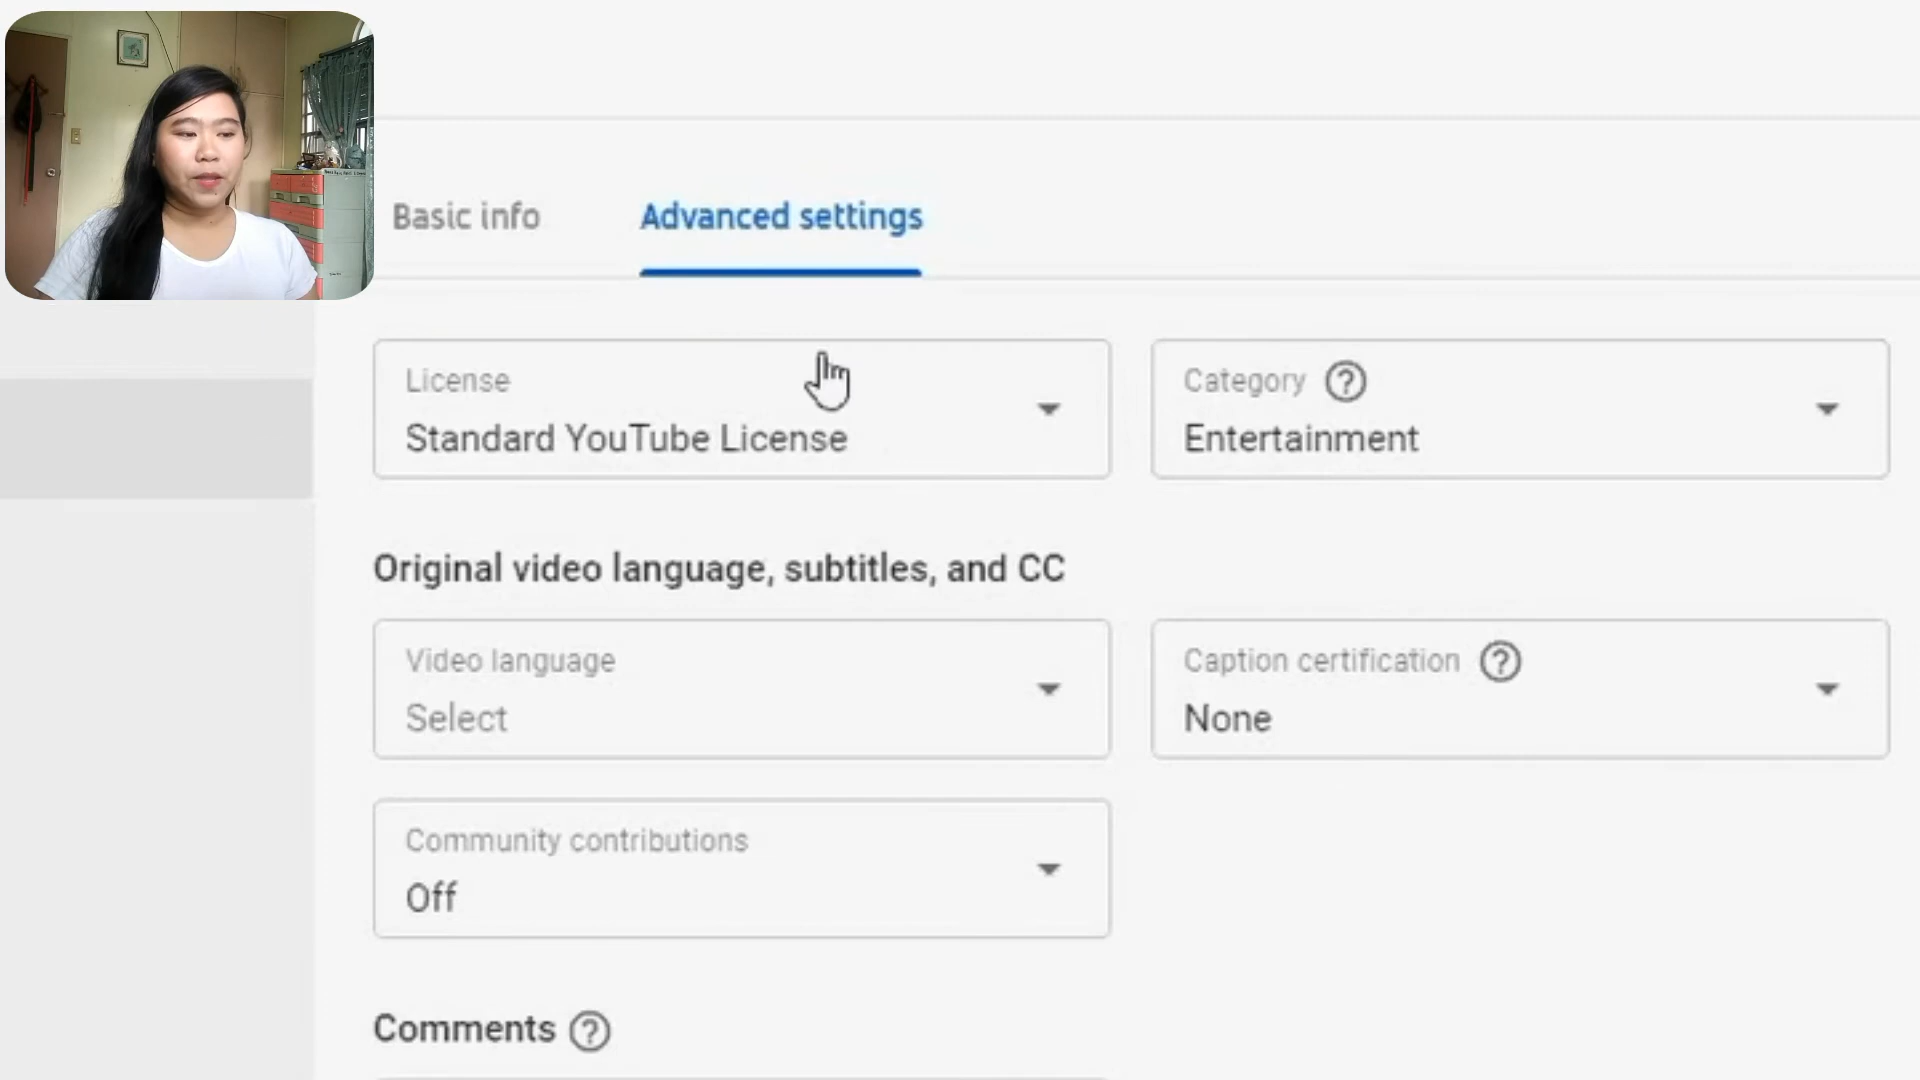 Basic info
Advanced settings
License
Standard YouTube License
Category
Entertainment
Original video language, subtitles, and CC
Video language
Select
Caption certification
None
Community contributions
Off
Comments